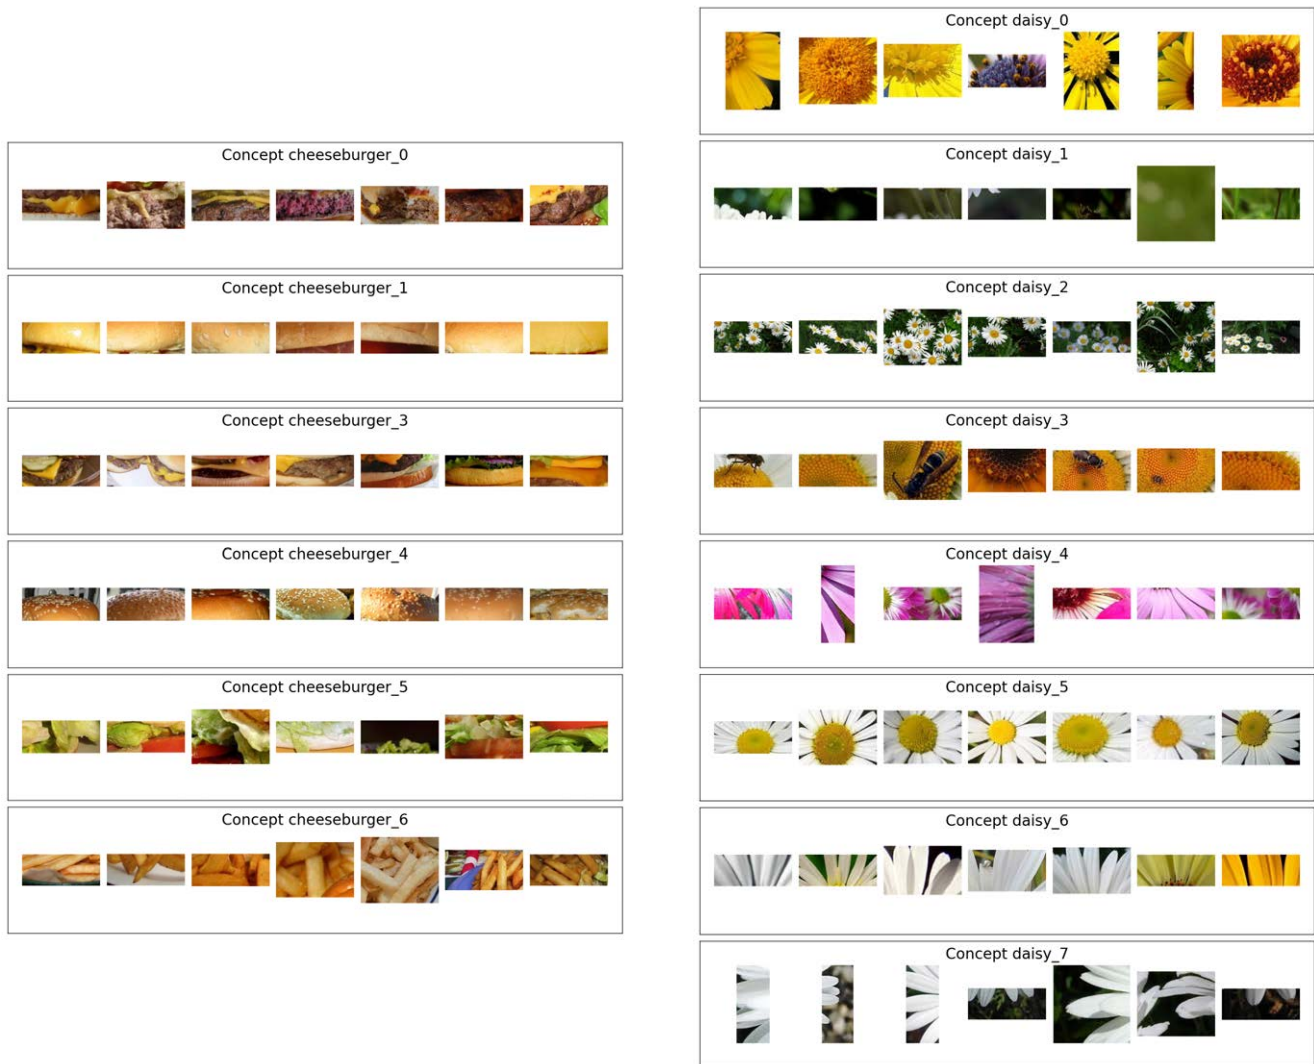 Concept cheeseburger_0
Concept cheeseburger_1
Concept cheeseburger_3
Concept cheeseburger_4
Concept cheeseburger_5
Concept cheeseburger_6
Concept daisy_0
Concept daisy_1
Concept daisy_2
Concept daisy_3
Concept daisy_4
Concept daisy_5
Concept daisy_6
Concept daisy_7